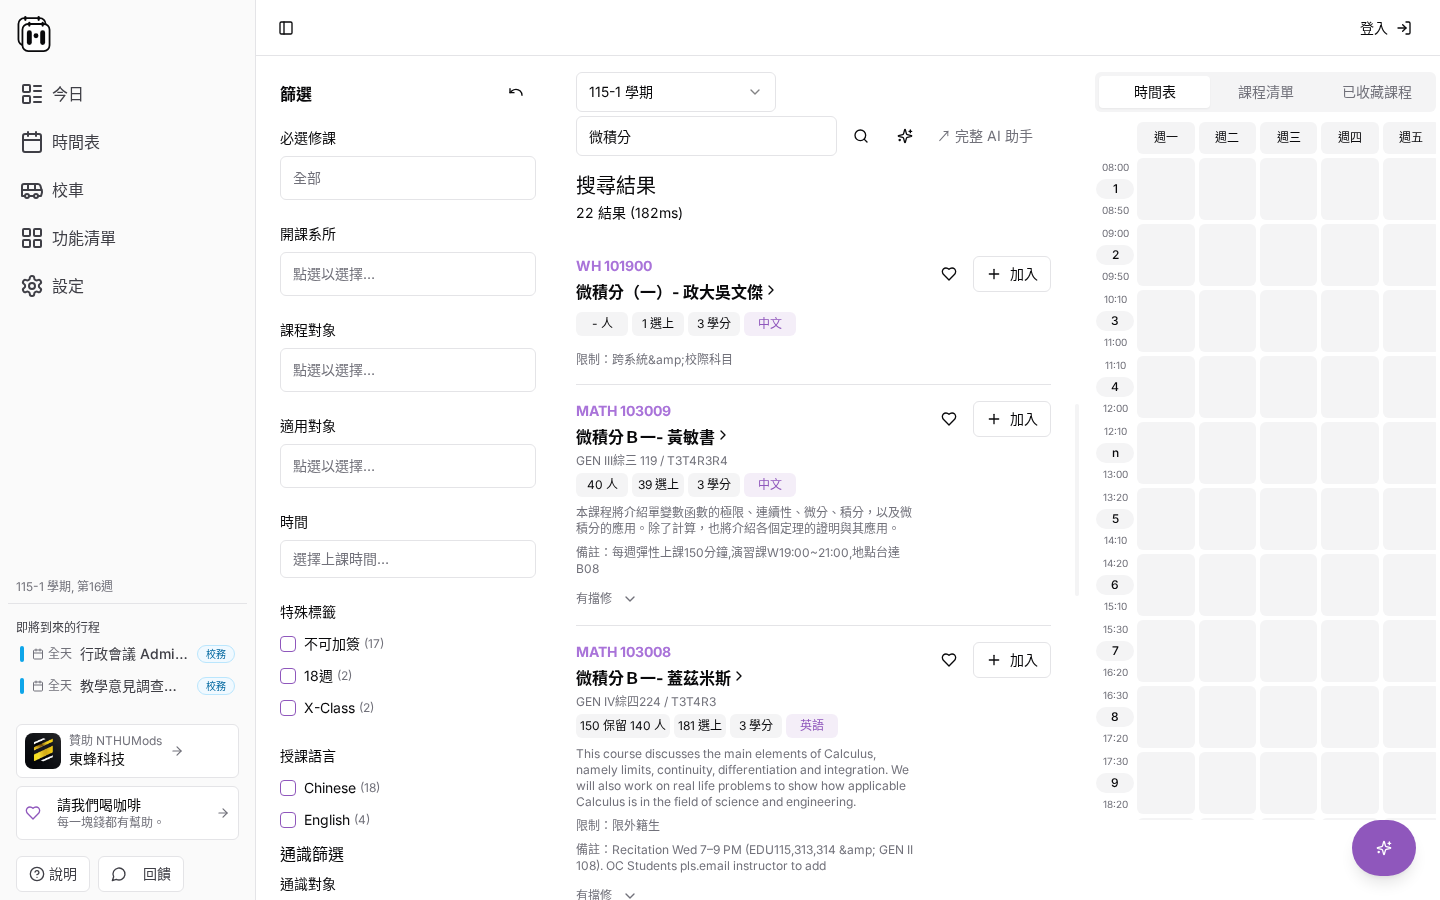 今日
時間表
校車
功能清單
設定
115-1 學期, 第16週
即將到來的行程
全天 行政會議 Admi... 校務
全天 教學意見調查... 校務
贊助 NTHUMods
東蜂科技
請我們喝咖啡
每一塊錢都有幫助。
說明
回饋
登入
篩選
必選修課
全部
開課系所
點選以選擇...
課程對象
點選以選擇...
適用對象
點選以選擇...
時間
選擇上課時間...
特殊標籤
不可加簽 (17)
18週 (2)
X-Class (2)
授課語言
Chinese (18)
English (4)
通識篩選
通識對象
115-1 學期
微積分
完整 AI 助手
搜尋結果
22 結果 (182ms)
WH 101900
微積分（一）- 政大吳文傑
加入
- 人 1 選上 3 學分 中文
限制：跨系統&amp;校際科目
MATH 103009
微積分Ｂ一- 黃敏書
加入
GEN III綜三 119 / T3T4R3R4
40 人 39 選上 3 學分 中文
本課程將介紹單變數函數的極限、連續性、微分、積分，以及微
積分的應用。除了計算，也將介紹各個定理的證明與其應用。
備註：每週彈性上課150分鐘,演習課W19:00~21:00,地點台達
B08
有擋修
MATH 103008
微積分Ｂ一- 蓋茲米斯
加入
GEN IV綜四224 / T3T4R3
150 保留 140 人 181 選上 3 學分 英語
This course discusses the main elements of Calculus,
namely limits, continuity, differentiation and integration. We
will also work on real life problems to show how applicable
Calculus is in the field of science and engineering.
限制：限外籍生
備註：Recitation Wed 7–9 PM (EDU115,313,314 &amp; GEN II
108). OC Students pls.email instructor to add
有擋修
時間表 課程清單 已收藏課程
週一 週二 週三 週四 週五
08:00
1
08:50
09:00
2
09:50
10:10
3
11:00
11:10
4
12:00
12:10
n
13:00
13:20
5
14:10
14:20
6
15:10
15:30
7
16:20
16:30
8
17:20
17:30
9
18:20